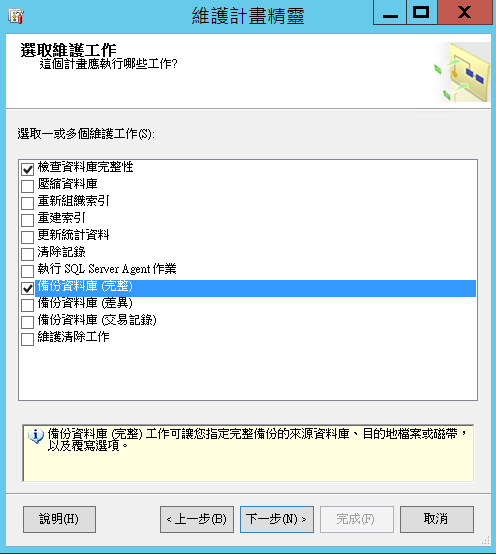 維護計畫精靈
選取維護工作
這個計畫應執行哪些工作?
選取一或多個維護工作(S):
檢查資料庫完整性
壓縮資料庫
重新組織索引
重建索引
更新統計資料
清除記錄
執行 SQL Server Agent 作業
備份資料庫 (完整)
備份資料庫 (差異)
備份資料庫 (交易記錄)
維護清除工作
備份資料庫 (完整) 工作可讓您指定完整備份的來源資料庫、目的地檔案或磁帶，
以及覆寫選項。
說明(H)
< 上一步(B)
下一步(N) >
完成(F)
取消